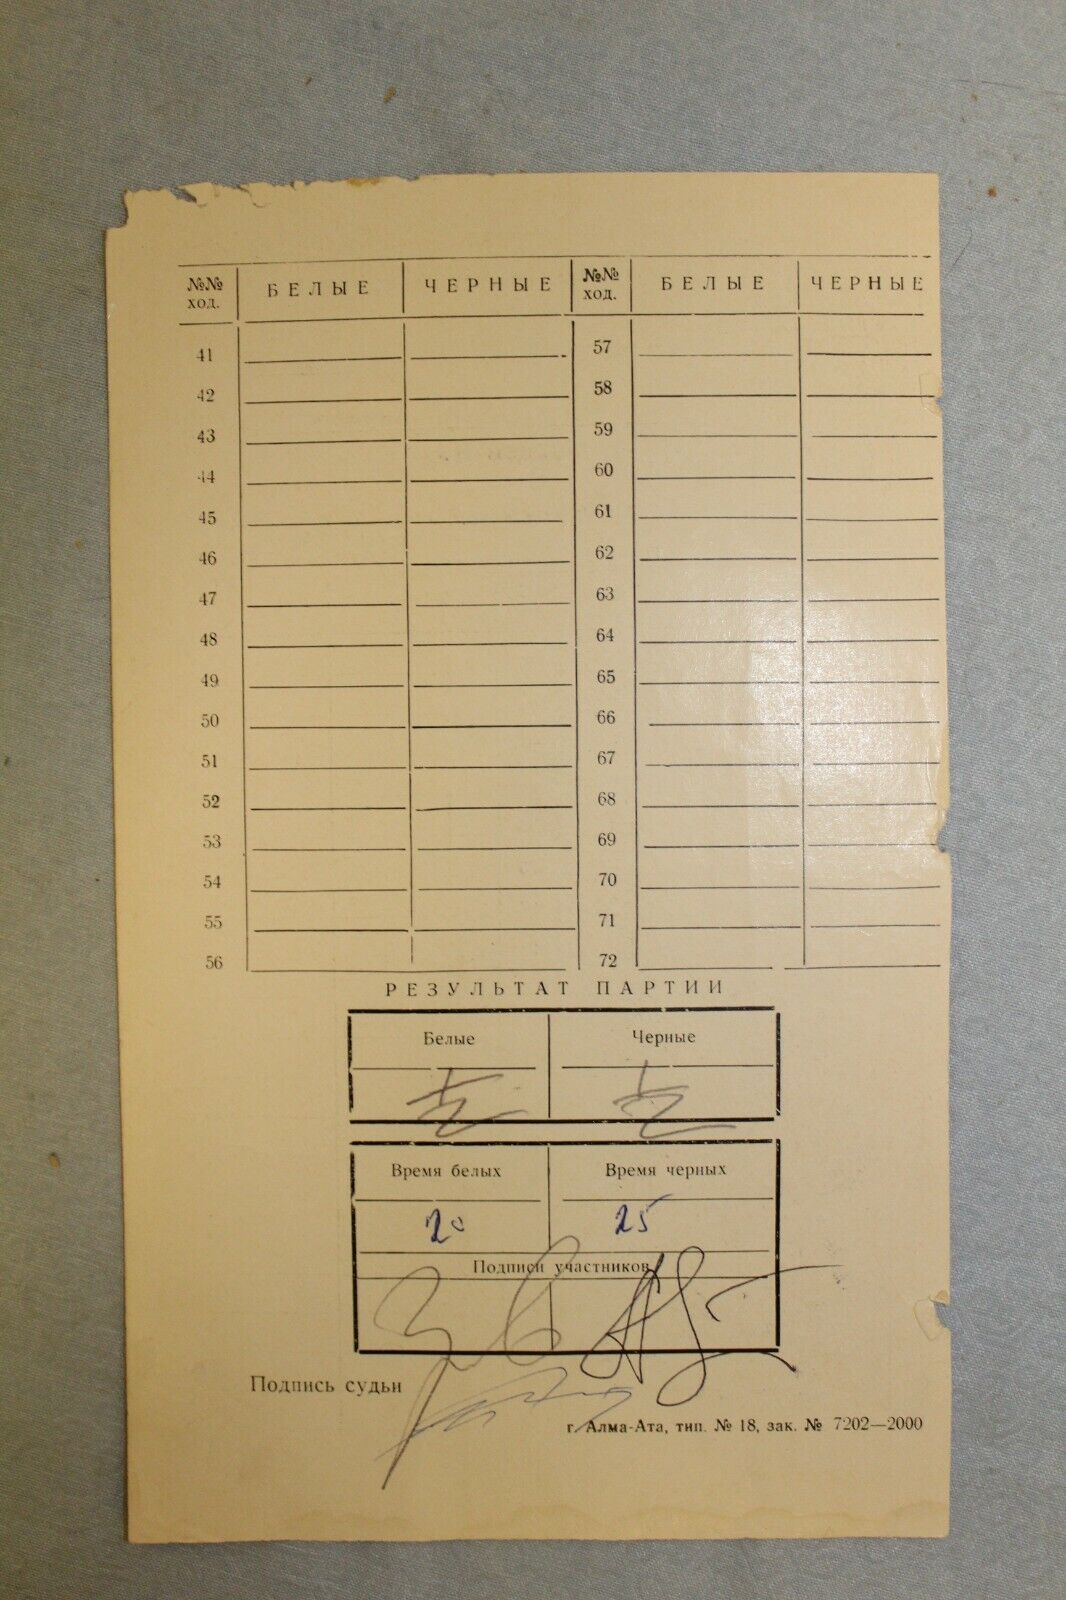 №№ ход. БЕЛЫЕ ЧЕРНЫЕ №№ ход. БЕЛЫЕ ЧЕРНЫЕ
41 57
42 58
43 59
44 60
45 61
46 62
47 63
48 64
49 65
50 66
51 67
52 68
53 69
54 70
55 71
56 72
РЕЗУЛЬТАТ ПАРТИИ
Белые Черные
½ ½
Время белых Время черных
20 25
Подписи участников
Подпись судьи
г. Алма-Ата, тип. № 18, зак. № 7202—2000